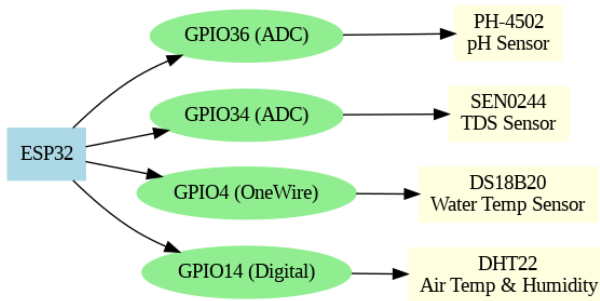 ESP32
GPIO36 (ADC)
PH-4502
pH Sensor
GPIO34 (ADC)
SEN0244
TDS Sensor
GPIO4 (OneWire)
DS18B20
Water Temp Sensor
GPIO14 (Digital)
DHT22
Air Temp & Humidity